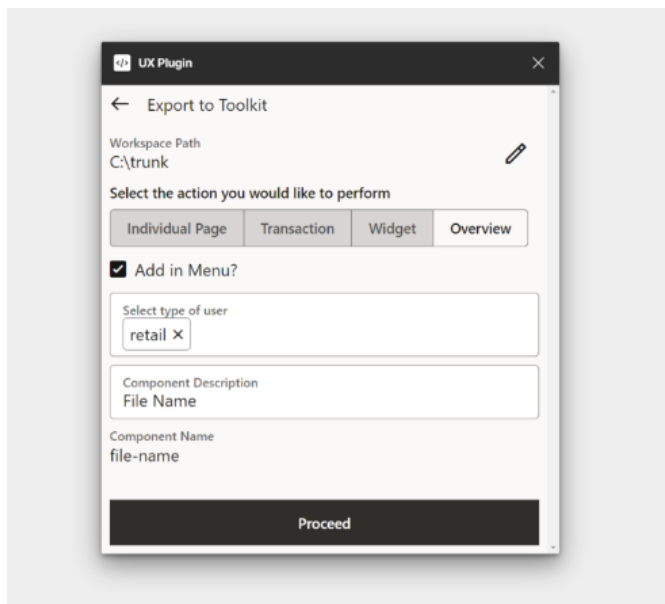 UX Plugin
Export to Toolkit
Workspace Path
C:\trunk
Select the action you would like to perform
Individual Page Transaction Widget Overview
Add in Menu?
Select type of user
retail ×
Component Description
File Name
Component Name
file-name
Proceed